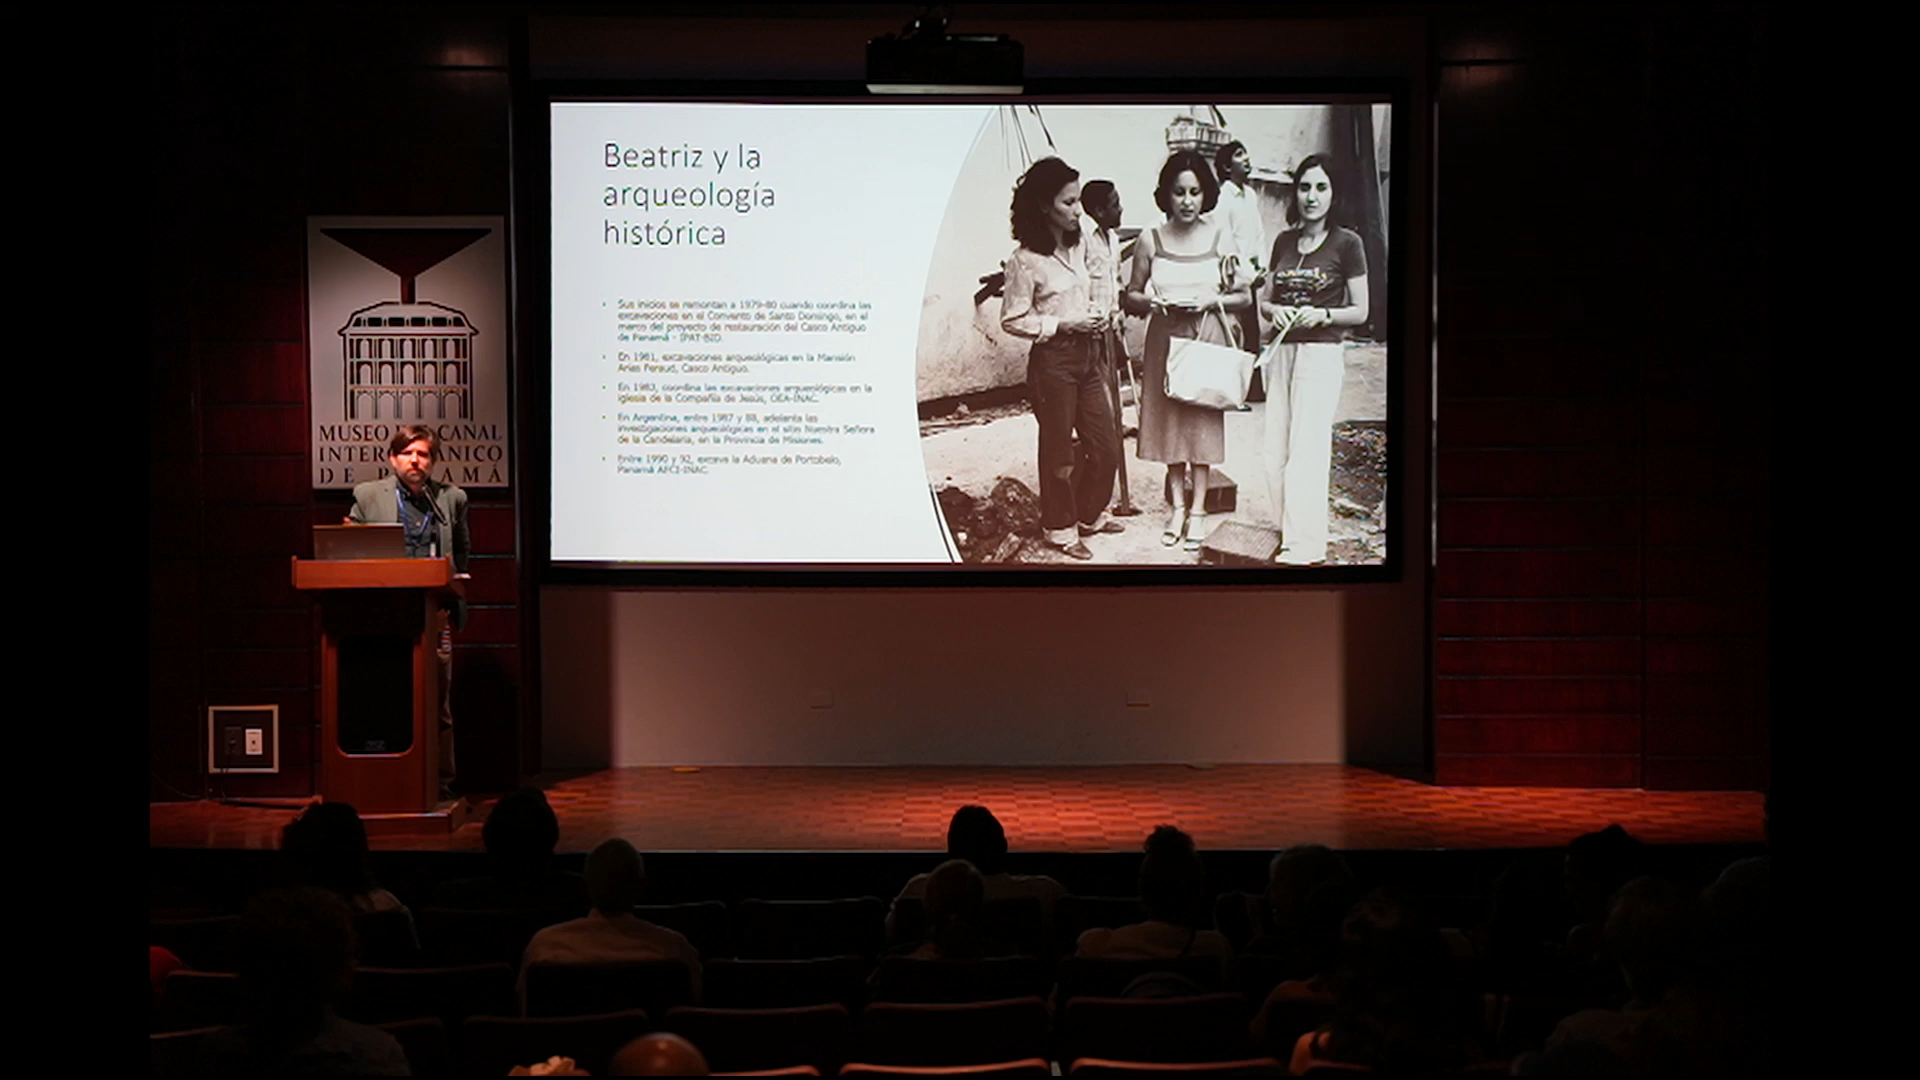 Beatriz y la
arqueología
histórica
Sus inicios se remontan a 1979-80 cuando coordina las
excavaciones en el Convento de Santo Domingo, en el
marco del proyecto de restauración del Casco Antiguo
de Panamá - IPAT-BID.
En 1981, excavaciones arqueológicas en la Mansión
Arias Feraud, Casco Antiguo.
En 1983, coordina las excavaciones arqueológicas en la
iglesia de la Compañía de Jesús, OEA-INAC.
En Argentina, entre 1987 y 88, adelanta las
investigaciones arqueológicas en el sitio Nuestra Señora
de la Candelaria, en la Provincia de Misiones.
Entre 1990 y 92, excava la Aduana de Portobelo,
Panamá AECI-INAC.
MUSEO CANAL
INTER ÁNICO
DE P AMÁ